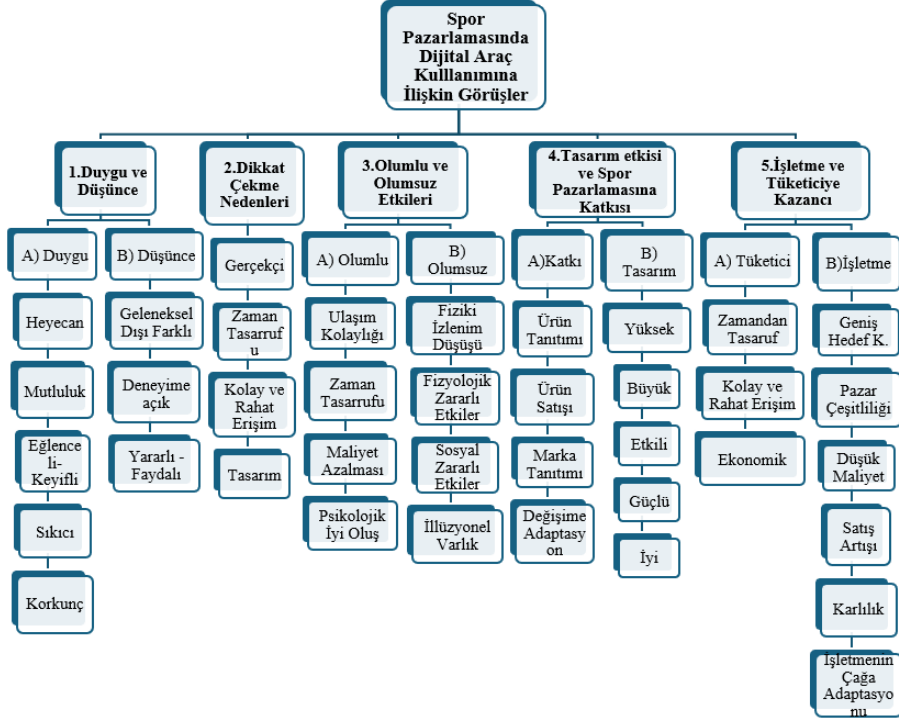 Spor
Pazarlamasında
Dijital Araç
Kulllanımına
İlişkin Görüşler
1.Duygu ve
Düşünce
2.Dikkat
Çekme
Nedenleri
3.Olumlu ve
Olumsuz
Etkileri
4.Tasarım etkisi
ve Spor
Pazarlamasına
Katkısı
5.İşletme ve
Tüketiciye
Kazancı
A) Duygu
Heyecan
Mutluluk
Eğlence
li-
Keyifli
Sıkıcı
Korkunç
B) Düşünce
Geleneksel
Dışı Farklı
Deneyime
açık
Yararlı -
Faydalı
Gerçekçi
Zaman
Tasarruf
u
Kolay ve
Rahat
Erişim
Tasarım
A) Olumlu
Ulaşım
Kolaylığı
Zaman
Tasarrufu
Maliyet
Azalması
Psikolojik
İyi Oluş
B)
Olumsuz
Fiziki
İzlenim
Düşüşü
Fizyolojik
Zararlı
Etkiler
Sosyal
Zararlı
Etkiler
İllüzyonel
Varlık
A)Katkı
Ürün
Tanıtımı
Ürün
Satışı
Marka
Tanıtımı
Değişime
Adaptasy
on
B)
Tasarım
Yüksek
Büyük
Etkili
Güçlü
İyi
A) Tüketici
Zamandan
Tasaruf
Kolay ve
Rahat Erişim
Ekonomik
B)İşletme
Geniş
Hedef K.
Pazar
Çeşitliliği
Düşük
Maliyet
Satış
Artışı
Karlılık
İşletmenin
Çağa
Adaptasyo
nu